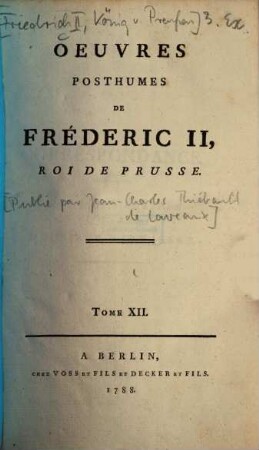 [Friedrich II, König v. Preußen] 3. Ex.
OEUVRES
POSTHUMES
DE
FRÉDERIC II,
ROI DE PRUSSE.
[Publié par Jean-Charles Thiébault
de Laveaux]
TOME XII.
A BERLIN,
CHEZ VOSS ET FILS ET DECKER ET FILS.
1788.